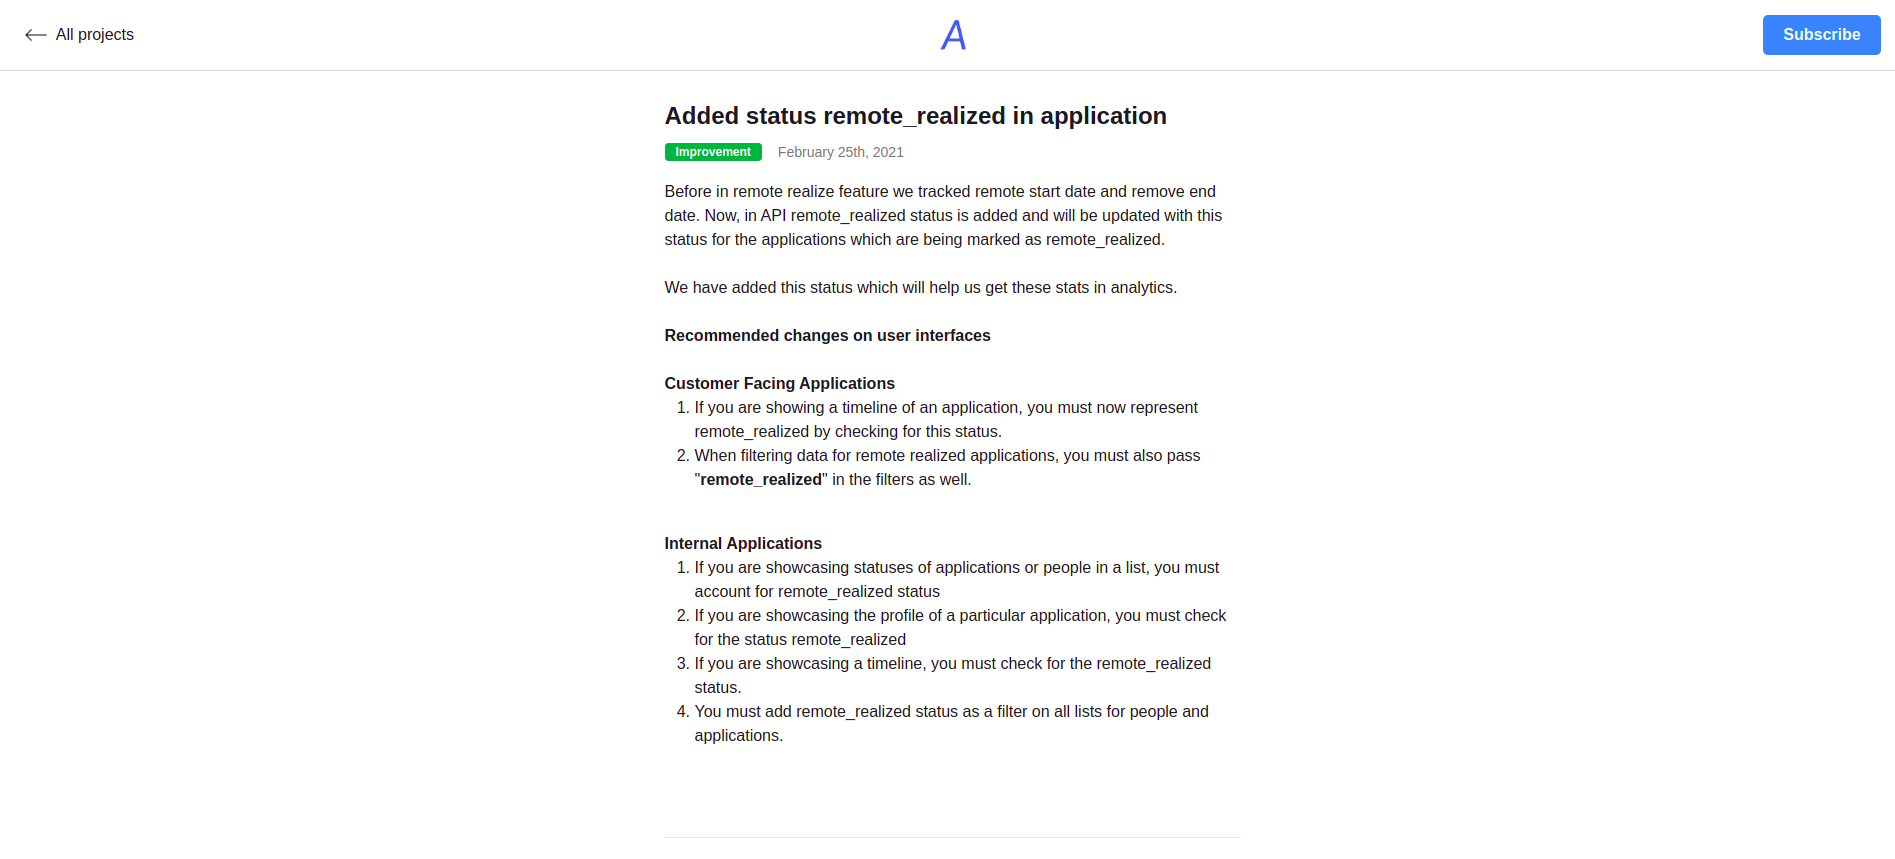 All projects
A
Subscribe
Added status remote_realized in application
Improvement February 25th, 2021
Before in remote realize feature we tracked remote start date and remove end
date. Now, in API remote_realized status is added and will be updated with this
status for the applications which are being marked as remote_realized.
We have added this status which will help us get these stats in analytics.
Recommended changes on user interfaces
Customer Facing Applications
1. If you are showing a timeline of an application, you must now represent
remote_realized by checking for this status.
2. When filtering data for remote realized applications, you must also pass
"remote_realized" in the filters as well.
Internal Applications
1. If you are showcasing statuses of applications or people in a list, you must
account for remote_realized status
2. If you are showcasing the profile of a particular application, you must check
for the status remote_realized
3. If you are showcasing a timeline, you must check for the remote_realized
status.
4. You must add remote_realized status as a filter on all lists for people and
applications.